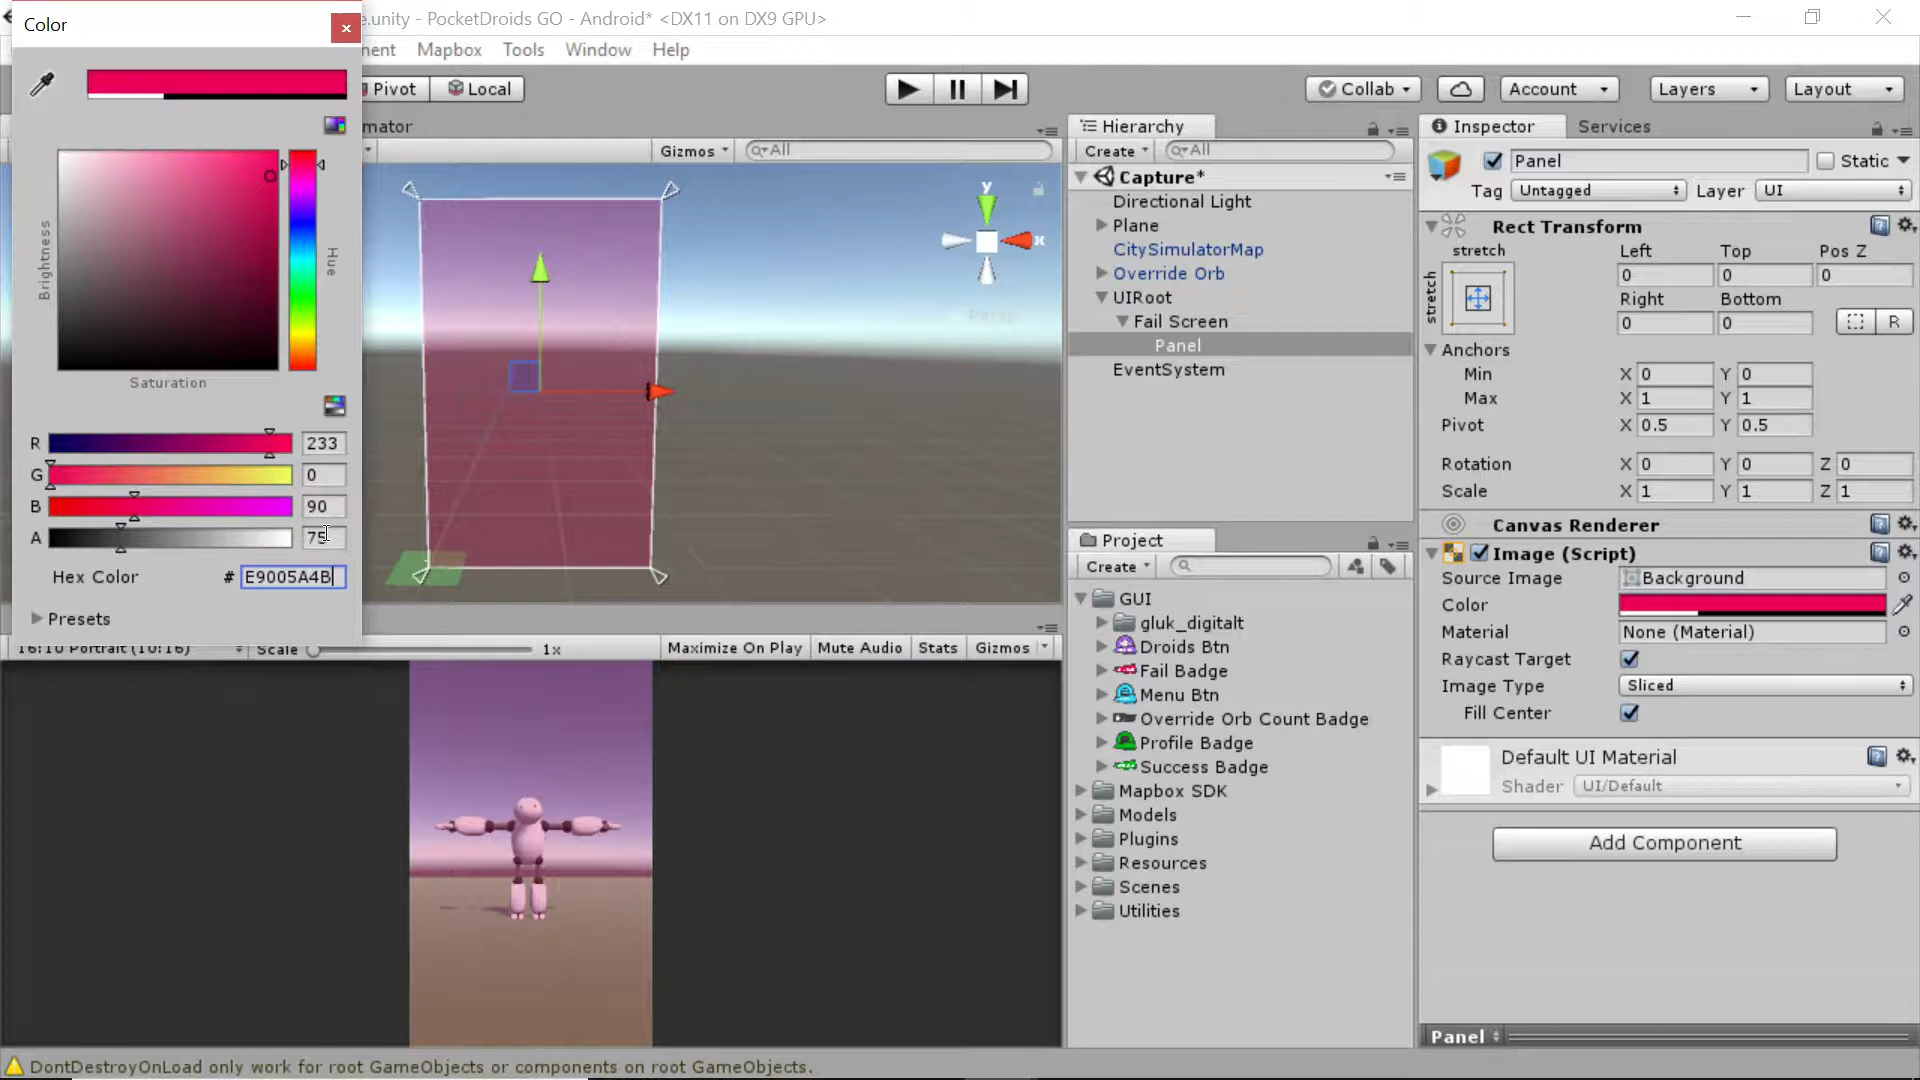 Color
e.unity - PocketDroids GO - Android* <DX11 on DX9 GPU>
nent Mapbox Tools Window Help
Pivot Local
Collab Account Layers Layout
mator
Gizmos All
Hierarchy
Create All
Capture*
Directional Light
Plane
CitySimulatorMap
Override Orb
UIRoot
Fail Screen
Panel
EventSystem
y
x
Persp
Brightness
Hue
Saturation
R 233
G 0
B 90
A 75
Hex Color # E9005A4B
Presets
16:10 Portrait (10:16) Scale 1x Maximize On Play Mute Audio Stats Gizmos
Project
Create
GUI
gluk_digitalt
Droids Btn
Fail Badge
Menu Btn
Override Orb Count Badge
Profile Badge
Success Badge
Mapbox SDK
Models
Plugins
Resources
Scenes
Utilities
Inspector Services
Panel Static
Tag Untagged Layer UI
Rect Transform
stretch Left Top Pos Z
stretch
0 0 0
Right Bottom
0 0 R
Anchors
Min X 0 Y 0
Max X 1 Y 1
Pivot X 0.5 Y 0.5
Rotation X 0 Y 0 Z 0
Scale X 1 Y 1 Z 1
Canvas Renderer
Image (Script)
Source Image Background
Color
Material None (Material)
Raycast Target
Image Type Sliced
Fill Center
Default UI Material
Shader UI/Default
Add Component
Panel
DontDestroyOnLoad only work for root GameObjects or components on root GameObjects.